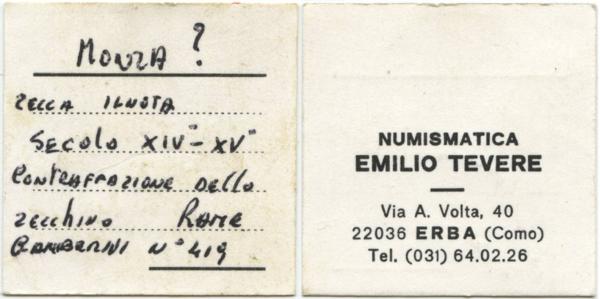 MONZA ?
ZECCA IGNOTA
SECOLO XIV°-XV°
CONTRAFFAZIONE DELLO
ZECCHINO RAME
GAMBERINI N° 419
NUMISMATICA
EMILIO TEVERE
Via A. Volta, 40
22036 ERBA (Como)
Tel. (031) 64.02.26